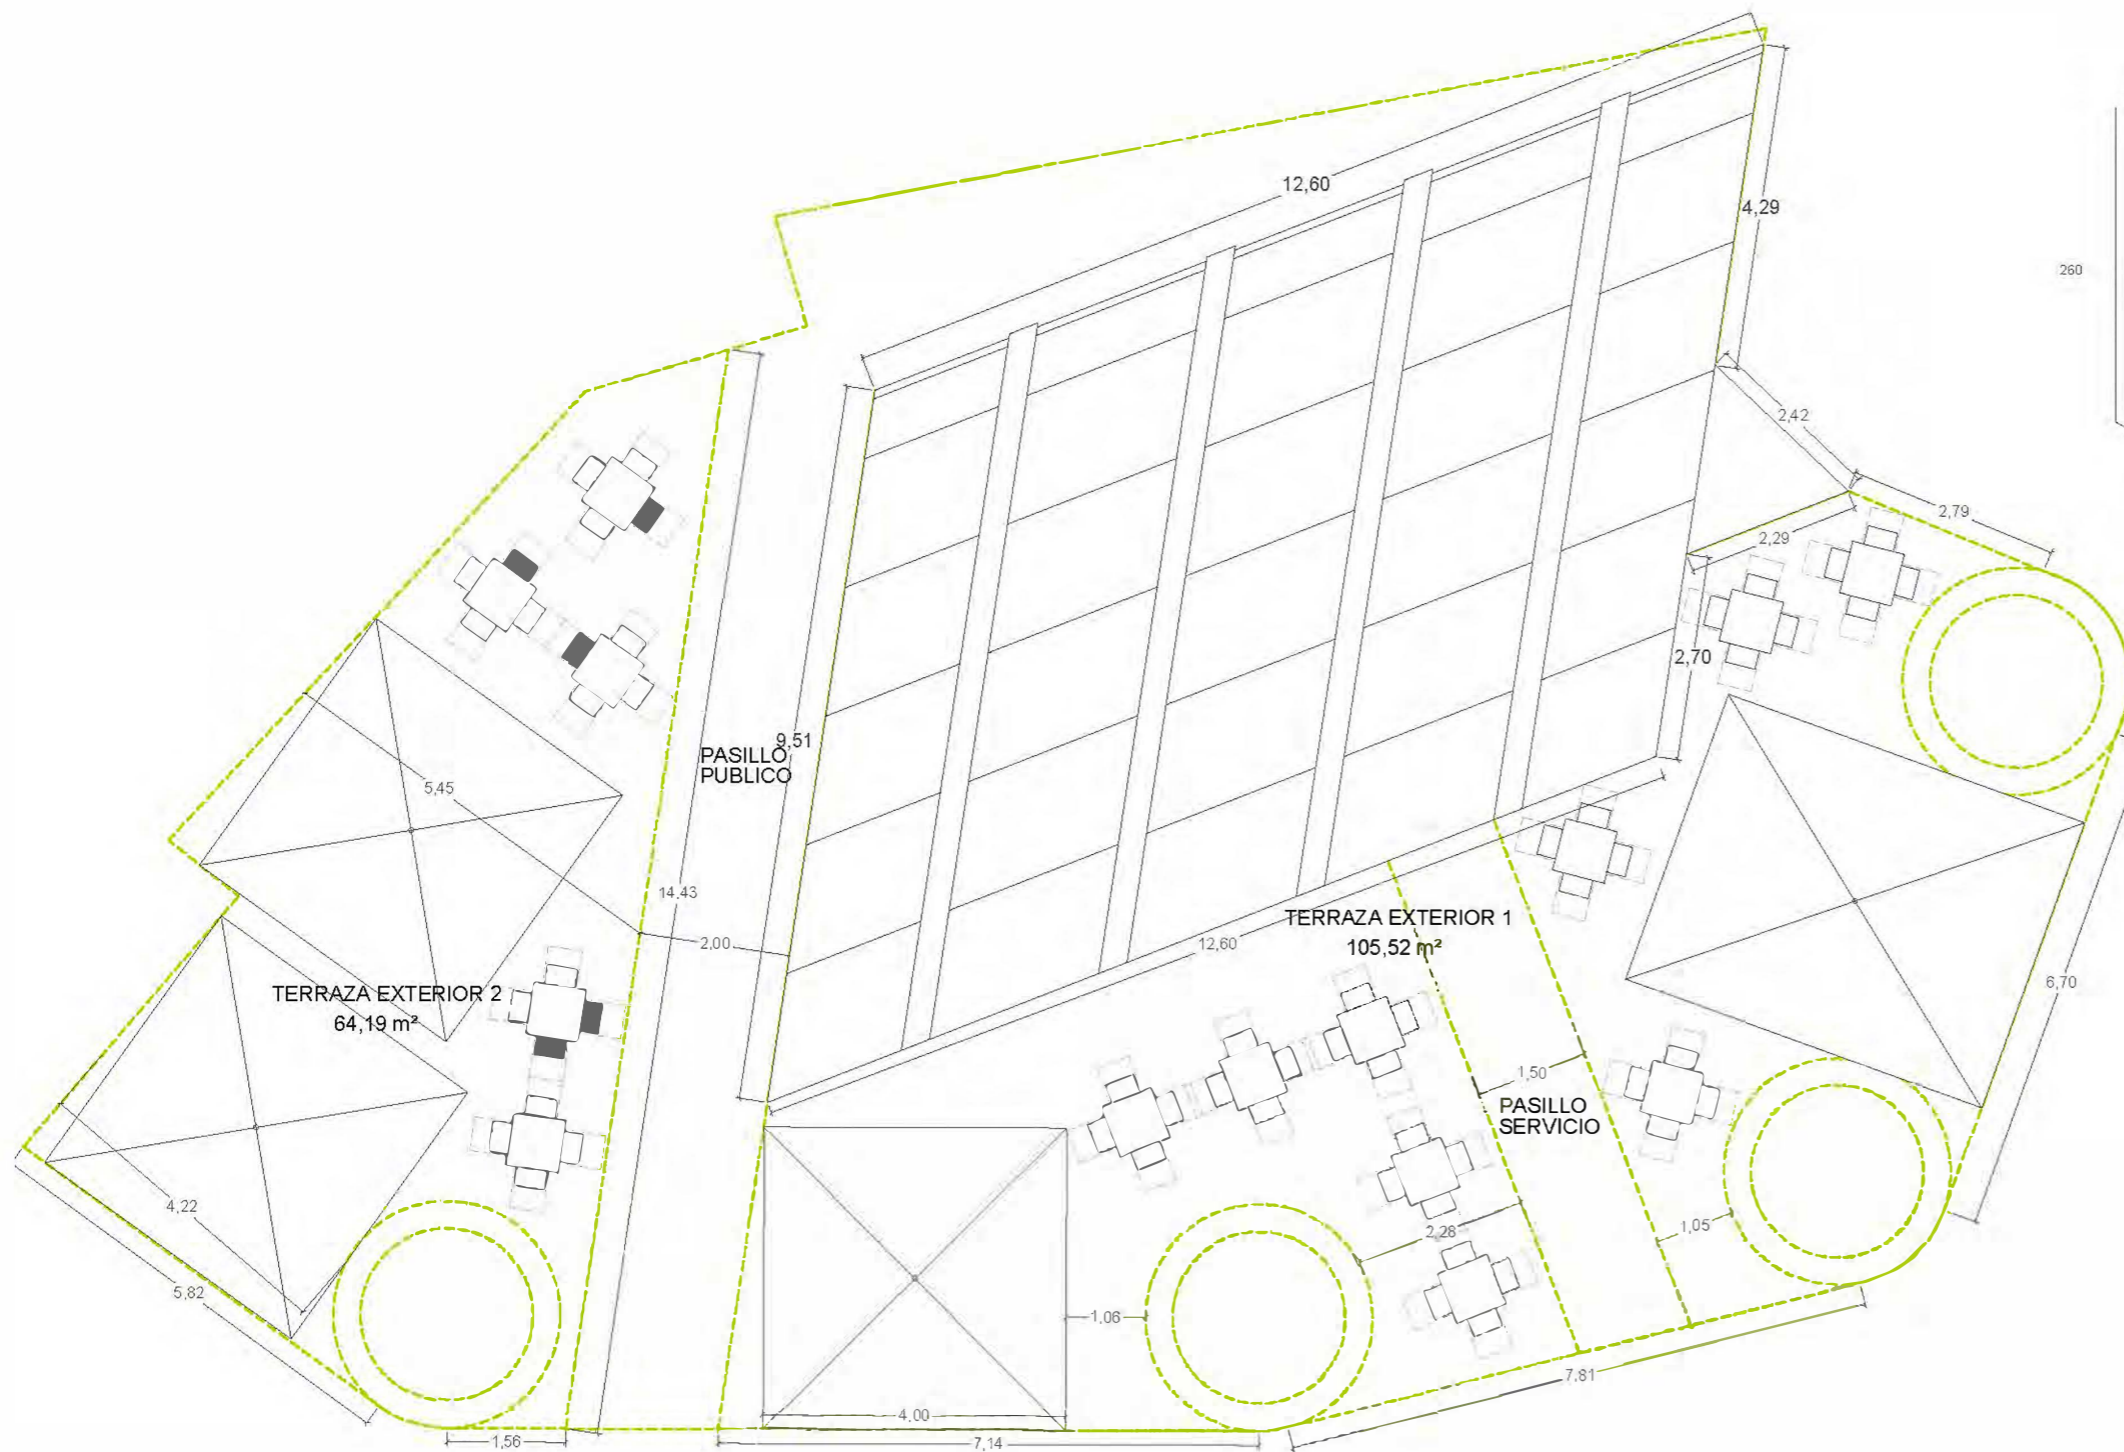 12,60
4,29
260
2,42
2,79
2,29
2,70
PASILLO
PUBLICO
9,51
5,45
14,43
2,00
TERRAZA EXTERIOR 1
105,52 m²
12,60
TERRAZA EXTERIOR 2
64,19 m²
6,70
1,50
PASILLO
SERVICIO
4,22
5,82
2,28
1,05
1,06
7,81
4,00
1,56
7,14